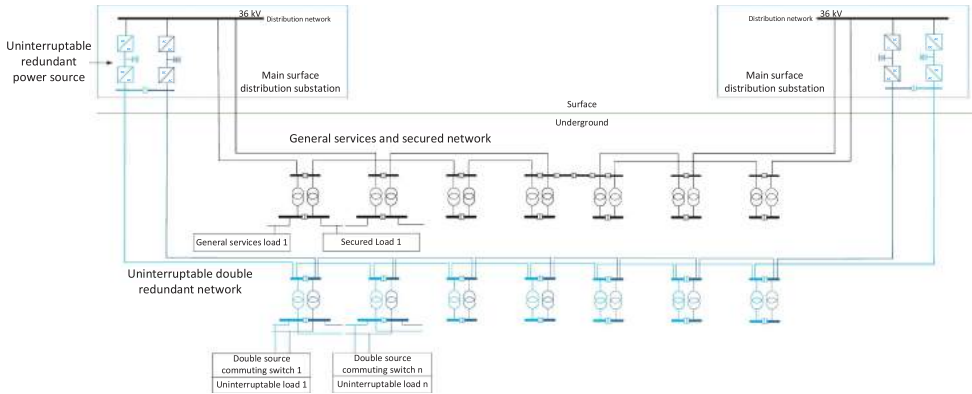 36 kV
Distribution network
Distribution network
36 kV
Uninterruptable
redundant
power source
Main surface
distribution substation
Main surface
distribution substation
Surface
Underground
General services and secured network
General services load 1
Secured Load 1
Uninterruptable double
redundant network
Double source
commuting switch 1
Uninterruptable load 1
Double source
commuting switch n
Uninterruptable load n